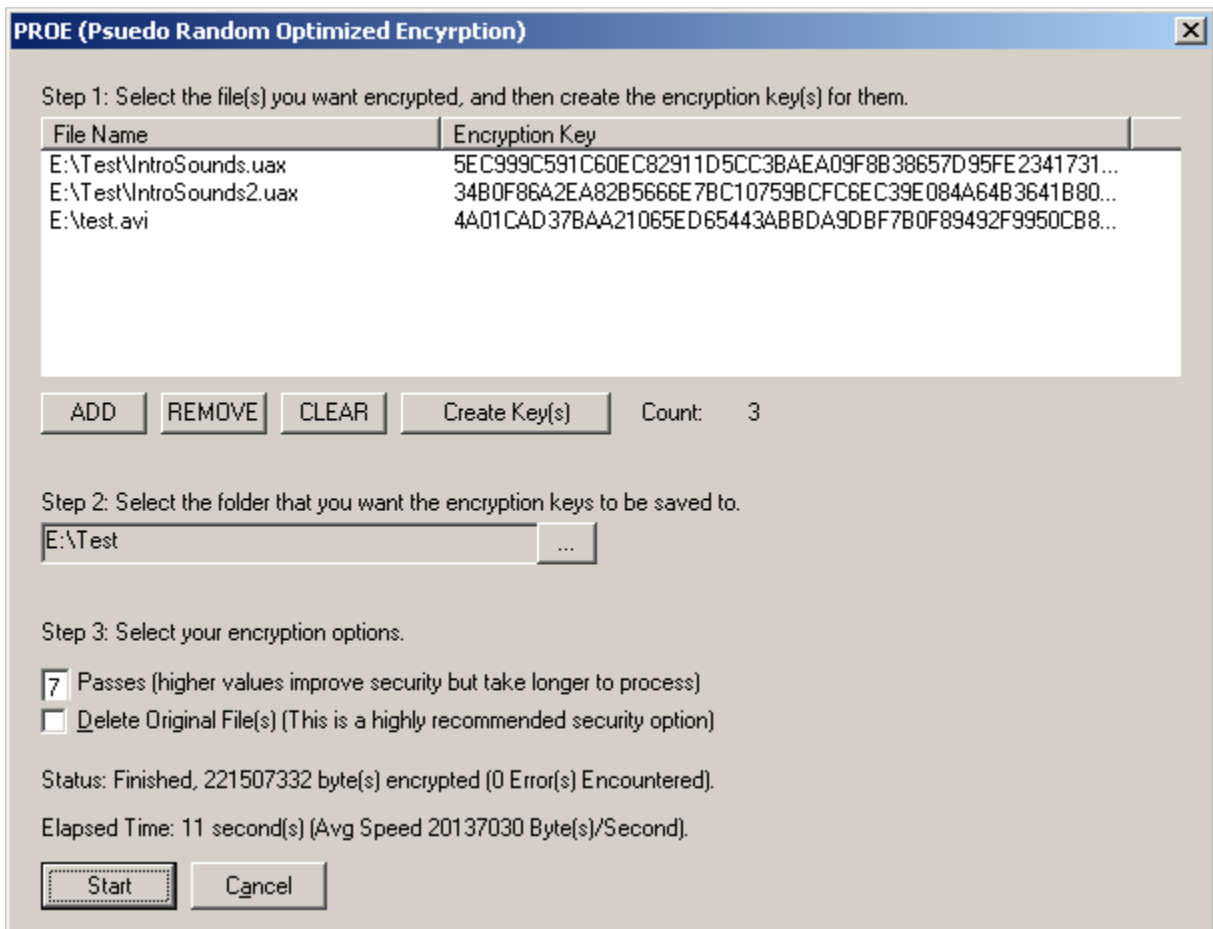 PROE (Psuedo Random Optimized Encyrption)
Step 1: Select the file(s) you want encrypted, and then create the encryption key(s) for them.
File Name Encryption Key
E:\Test\IntroSounds.uax 5EC999C591C60EC82911D5CC3BAEA09F8B38657D95FE2341731...
E:\Test\IntroSounds2.uax 34B0F86A2EA82B5666E7BC10759BCFC6EC39E084A64B3641B80...
E:\test.avi 4A01CAD37BAA21065ED65443ABBDA9DBF7B0F89492F9950CB8...
ADD REMOVE CLEAR Create Key(s) Count: 3
Step 2: Select the folder that you want the encryption keys to be saved to.
E:\Test ...
Step 3: Select your encryption options.
7 Passes (higher values improve security but take longer to process)
Delete Original File(s) (This is a highly recommended security option)
Status: Finished, 221507332 byte(s) encrypted (0 Error(s) Encountered).
Elapsed Time: 11 second(s) (Avg Speed 20137030 Byte(s)/Second).
Start Cancel